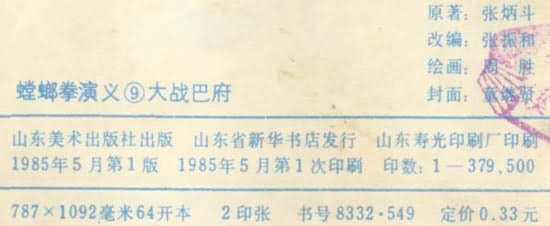 原著：张炳斗
改编：张振和
绘画：周 胜
封面：童继贤
螳螂拳演义⑨大战巴府
山东美术出版社出版 山东省新华书店发行 山东寿光印刷厂印刷
1985年5月第1版 1985年5月第1次印刷 印数：1—379,500
787×1092毫米64开本 2印张 书号8332·549 定价0.33元